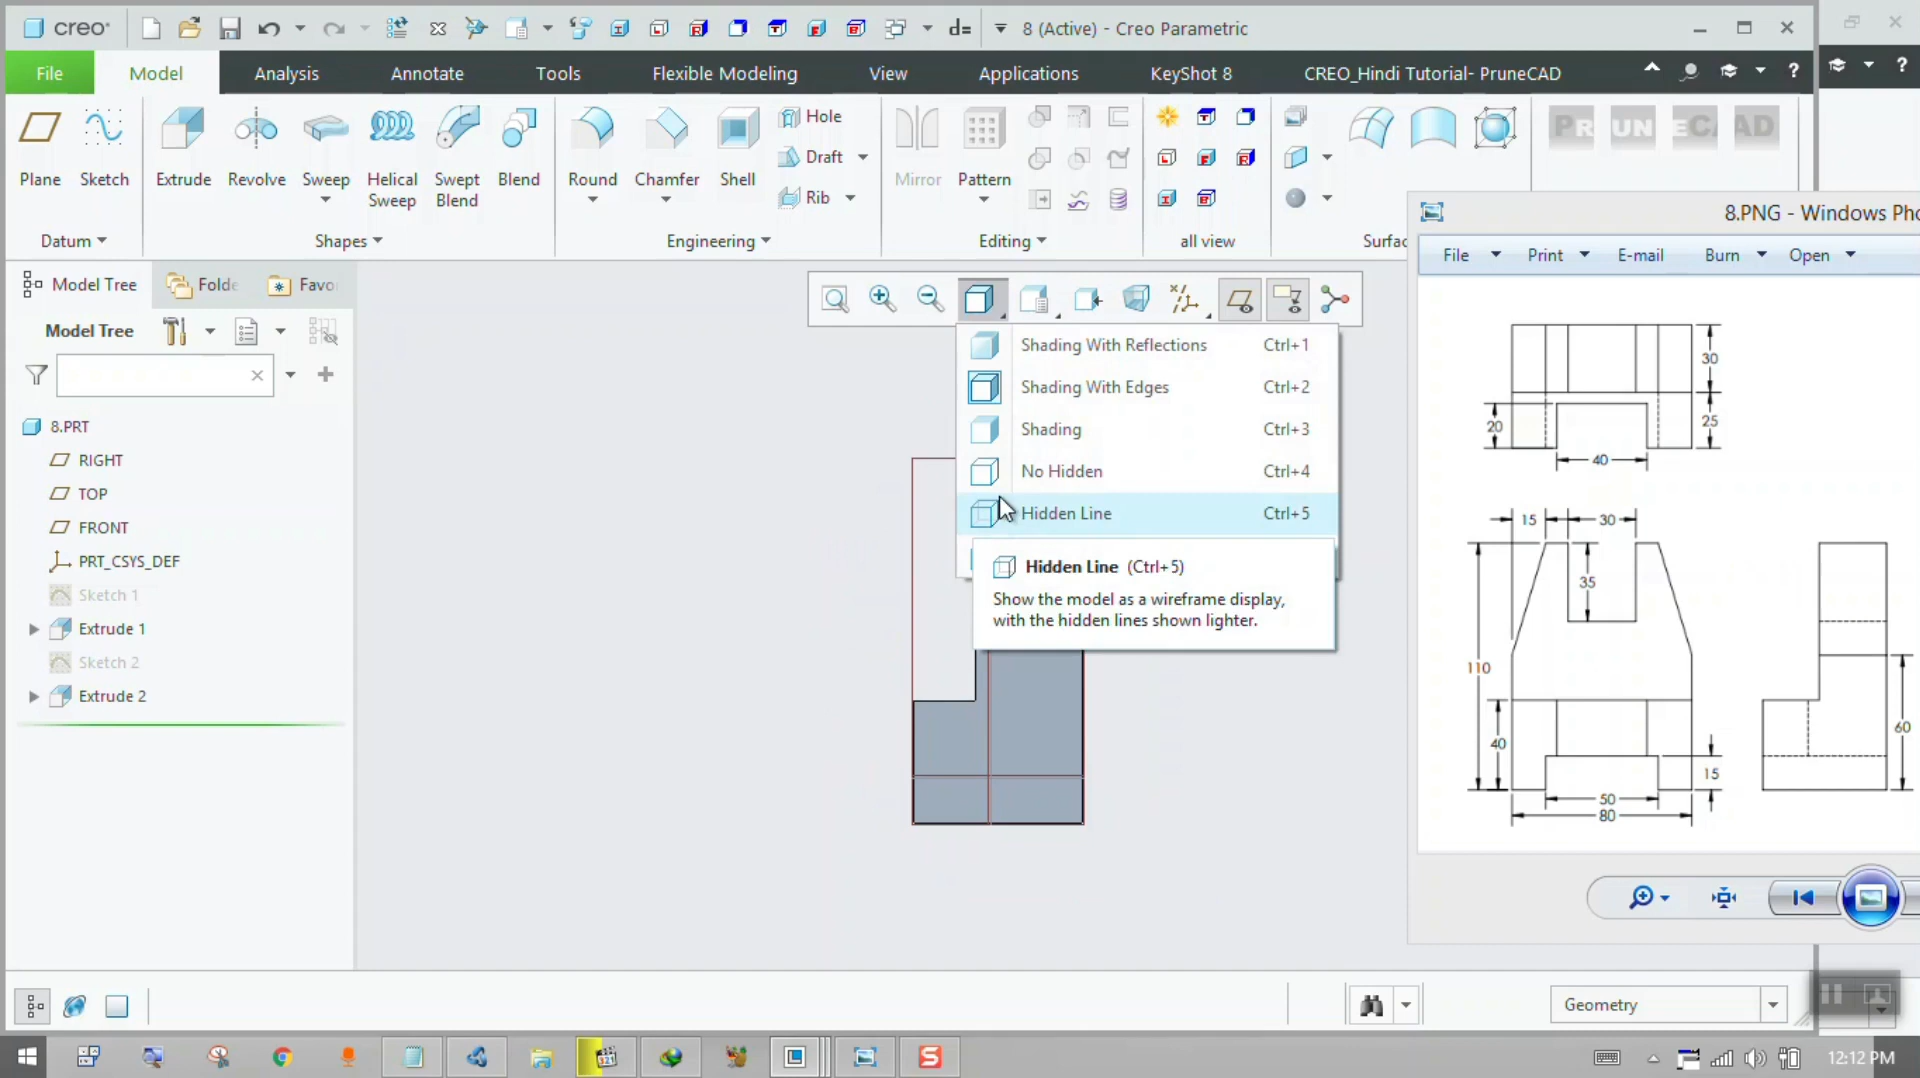 creo
d=
8 (Active) - Creo Parametric
File
Model
Analysis
Annotate
Tools
Flexible Modeling
View
Applications
KeyShot 8
CREO_Hindi Tutorial- PruneCAD
?
?
Plane
Sketch
Extrude
Revolve
Sweep
Helical
Sweep
Swept
Blend
Blend
Round
Chamfer
Shell
Hole
Draft
Rib
Mirror
Pattern
Datum
Shapes
Engineering
Editing
all view
Surfac
8.PNG - Windows Pho
File
Print
E-mail
Burn
Open
Model Tree
Folde
Favo
Model Tree
8.PRT
RIGHT
TOP
FRONT
PRT_CSYS_DEF
Sketch 1
Extrude 1
Sketch 2
Extrude 2
Shading With Reflections Ctrl+1
Shading With Edges Ctrl+2
Shading Ctrl+3
No Hidden Ctrl+4
Hidden Line Ctrl+5
Hidden Line (Ctrl+5)
Show the model as a wireframe display,
with the hidden lines shown lighter.
30
20
25
40
15
30
35
110
60
40
15
50
80
Geometry
12:12 PM